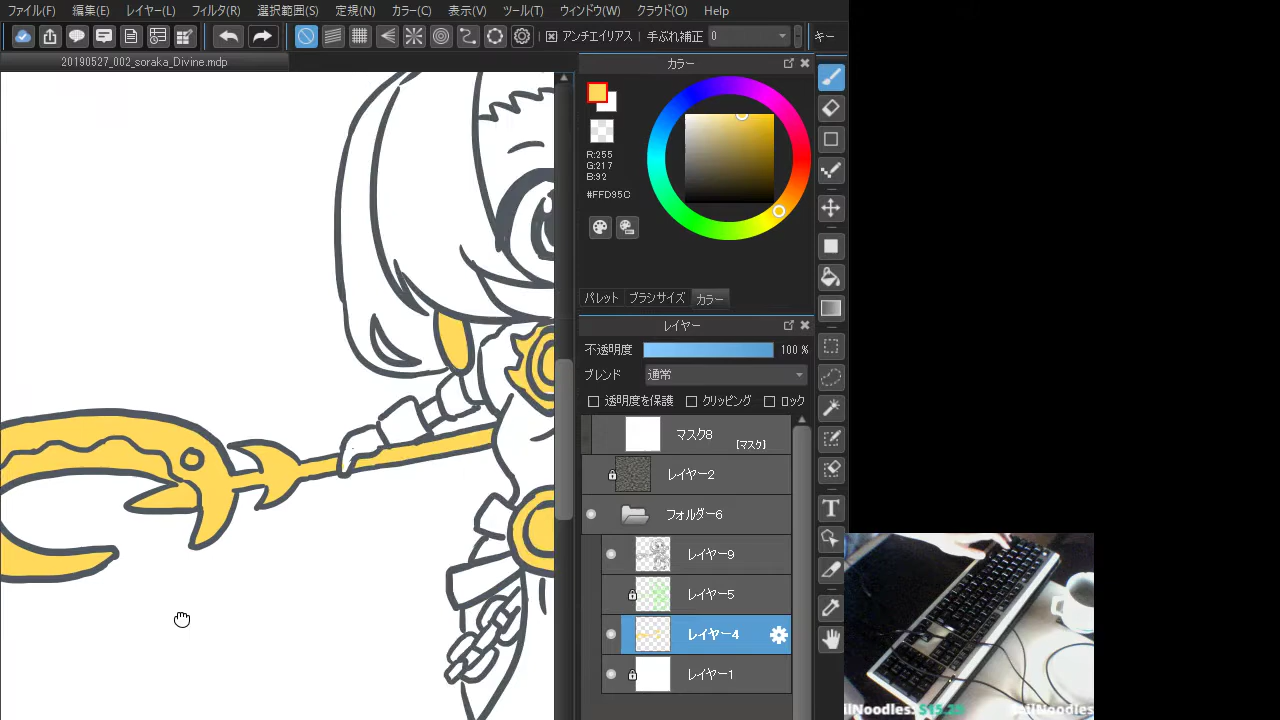 ファイル(F) 編集(E) レイヤー(L) フィルタ(R) 選択範囲(S) 定規(N) カラー(C) 表示(V) ツール(T) ウィンドウ(W) クラウド(O) Help
アンチエイリアス 手ぶれ補正 0 キー
20190527_002_soraka_Divine.mdp
カラー
R:255
G:217
B:92
#FFD95C
パレット ブラシサイズ カラー
レイヤー
不透明度 100 %
ブレンド 通常
透明度を保護 クリッピング ロック
マスク8 [マスク]
レイヤー2
フォルダー6
レイヤー9
レイヤー5
レイヤー4
レイヤー1
T